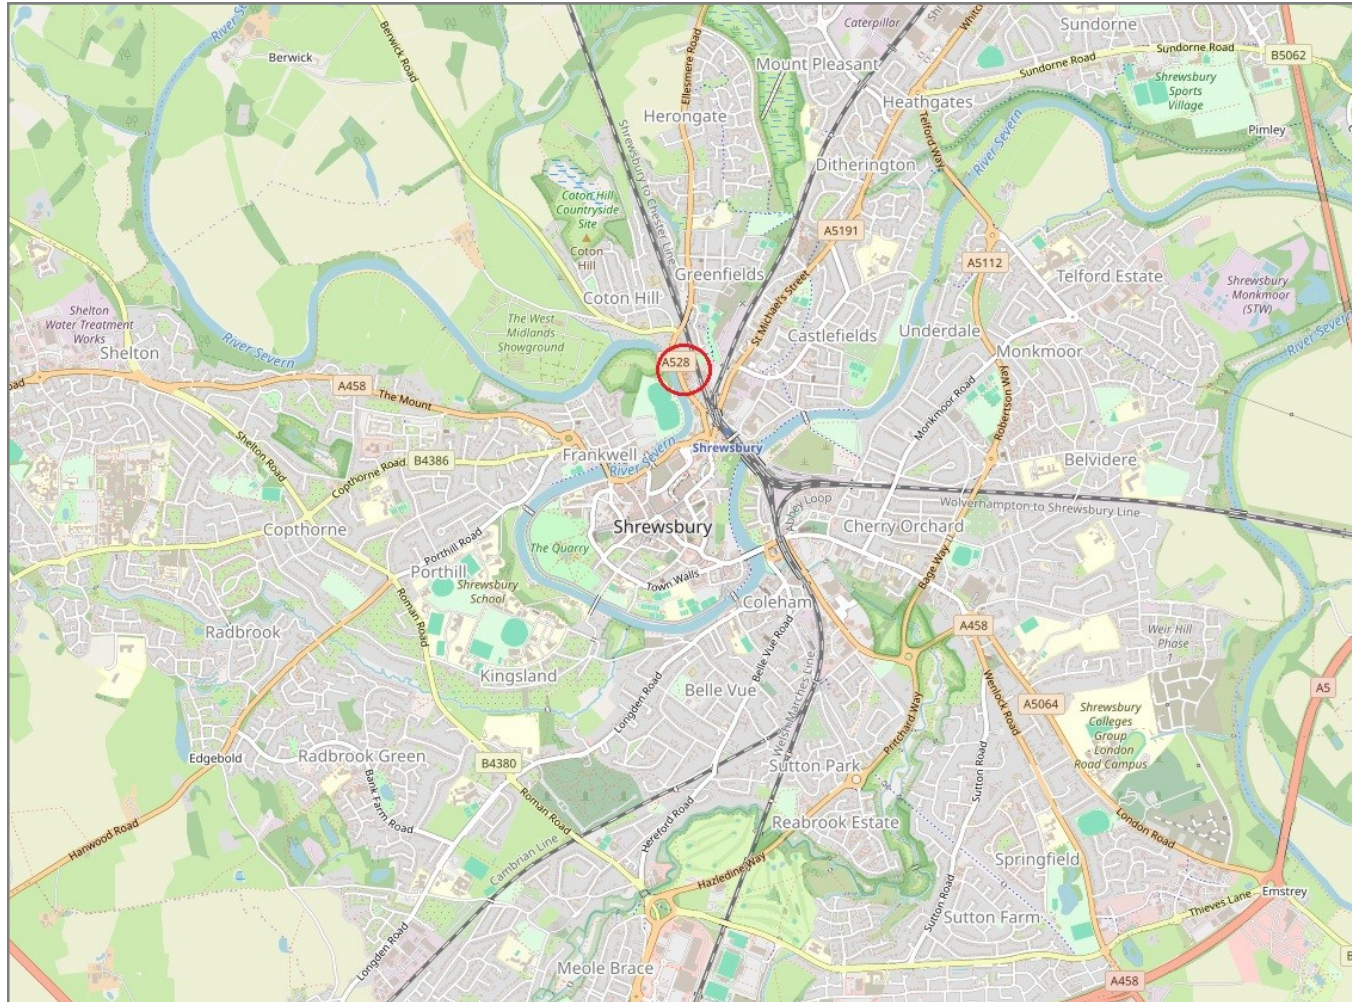 River Severn
Berwick
Berwick Road
Ellesmere Road
Caterpillar
Mount Pleasant
Whitc
Sundorne
Sundorne Road
Sundorne Road
B5062
Shrewsbury
Sports
Village
Heathgates
Pimley
Herongate
Shrewsbury to Chester Line
Telford Way
River Severn
Ditherington
Coton Hill
Countryside
Site
Coton
Hill
A5191
A5112
Greenfields
Telford Estate
Shrewsbury
Monkmoor
(STW)
Shelton
Water Treatment
Works
Coton Hill
The West
Midlands
Showground
St Michael's Street
Castlefields
Underdale
Monkmoor
River Severn
Shelton
River Severn
oad
A458
The Mount
A528
Monkmoor Road
Robertson Way
Shelton Road
Copthorne Road
B4386
Frankwell
River Severn
Shrewsbury
Belvidere
Abbey Loop
Wolverhampton to Shrewsbury Line
Copthorne
Shrewsbury
Cherry Orchard
Porthill Road
The Quarry
Porthill
Shrewsbury
School
Town Walls
Bage Way
Roman Road
Coleham
Radbrook
A458
Weir Hill
Phase
1
Kingsland
Belle Vue Road
Longden Road
Belle Vue
Welsh Marches Line
Wenlock Road
A5
A5064
Shrewsbury
Colleges
Group
London
Road Campus
Pritchard Way
Edgebold
Radbrook Green
B4380
Sutton Park
Sutton Road
Bank Farm Road
Roman Road
Hereford Road
Reabrook Estate
London Road
Hanwood Road
Cambrian Line
Hazledine Way
Springfield
Emstrey
Thieves Lane
Sutton Road
Sutton Farm
Longden Road
Meole Brace
A458
B